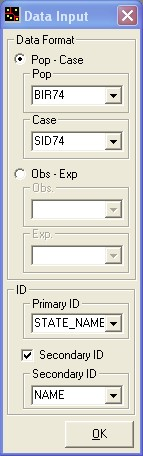 Data Input
Data Format
Pop - Case
Pop
BIR74
Case
SID74
Obs - Exp
Obs.
Exp.
ID
Primary ID
STATE_NAME
Secondary ID
Secondary ID
NAME
OK